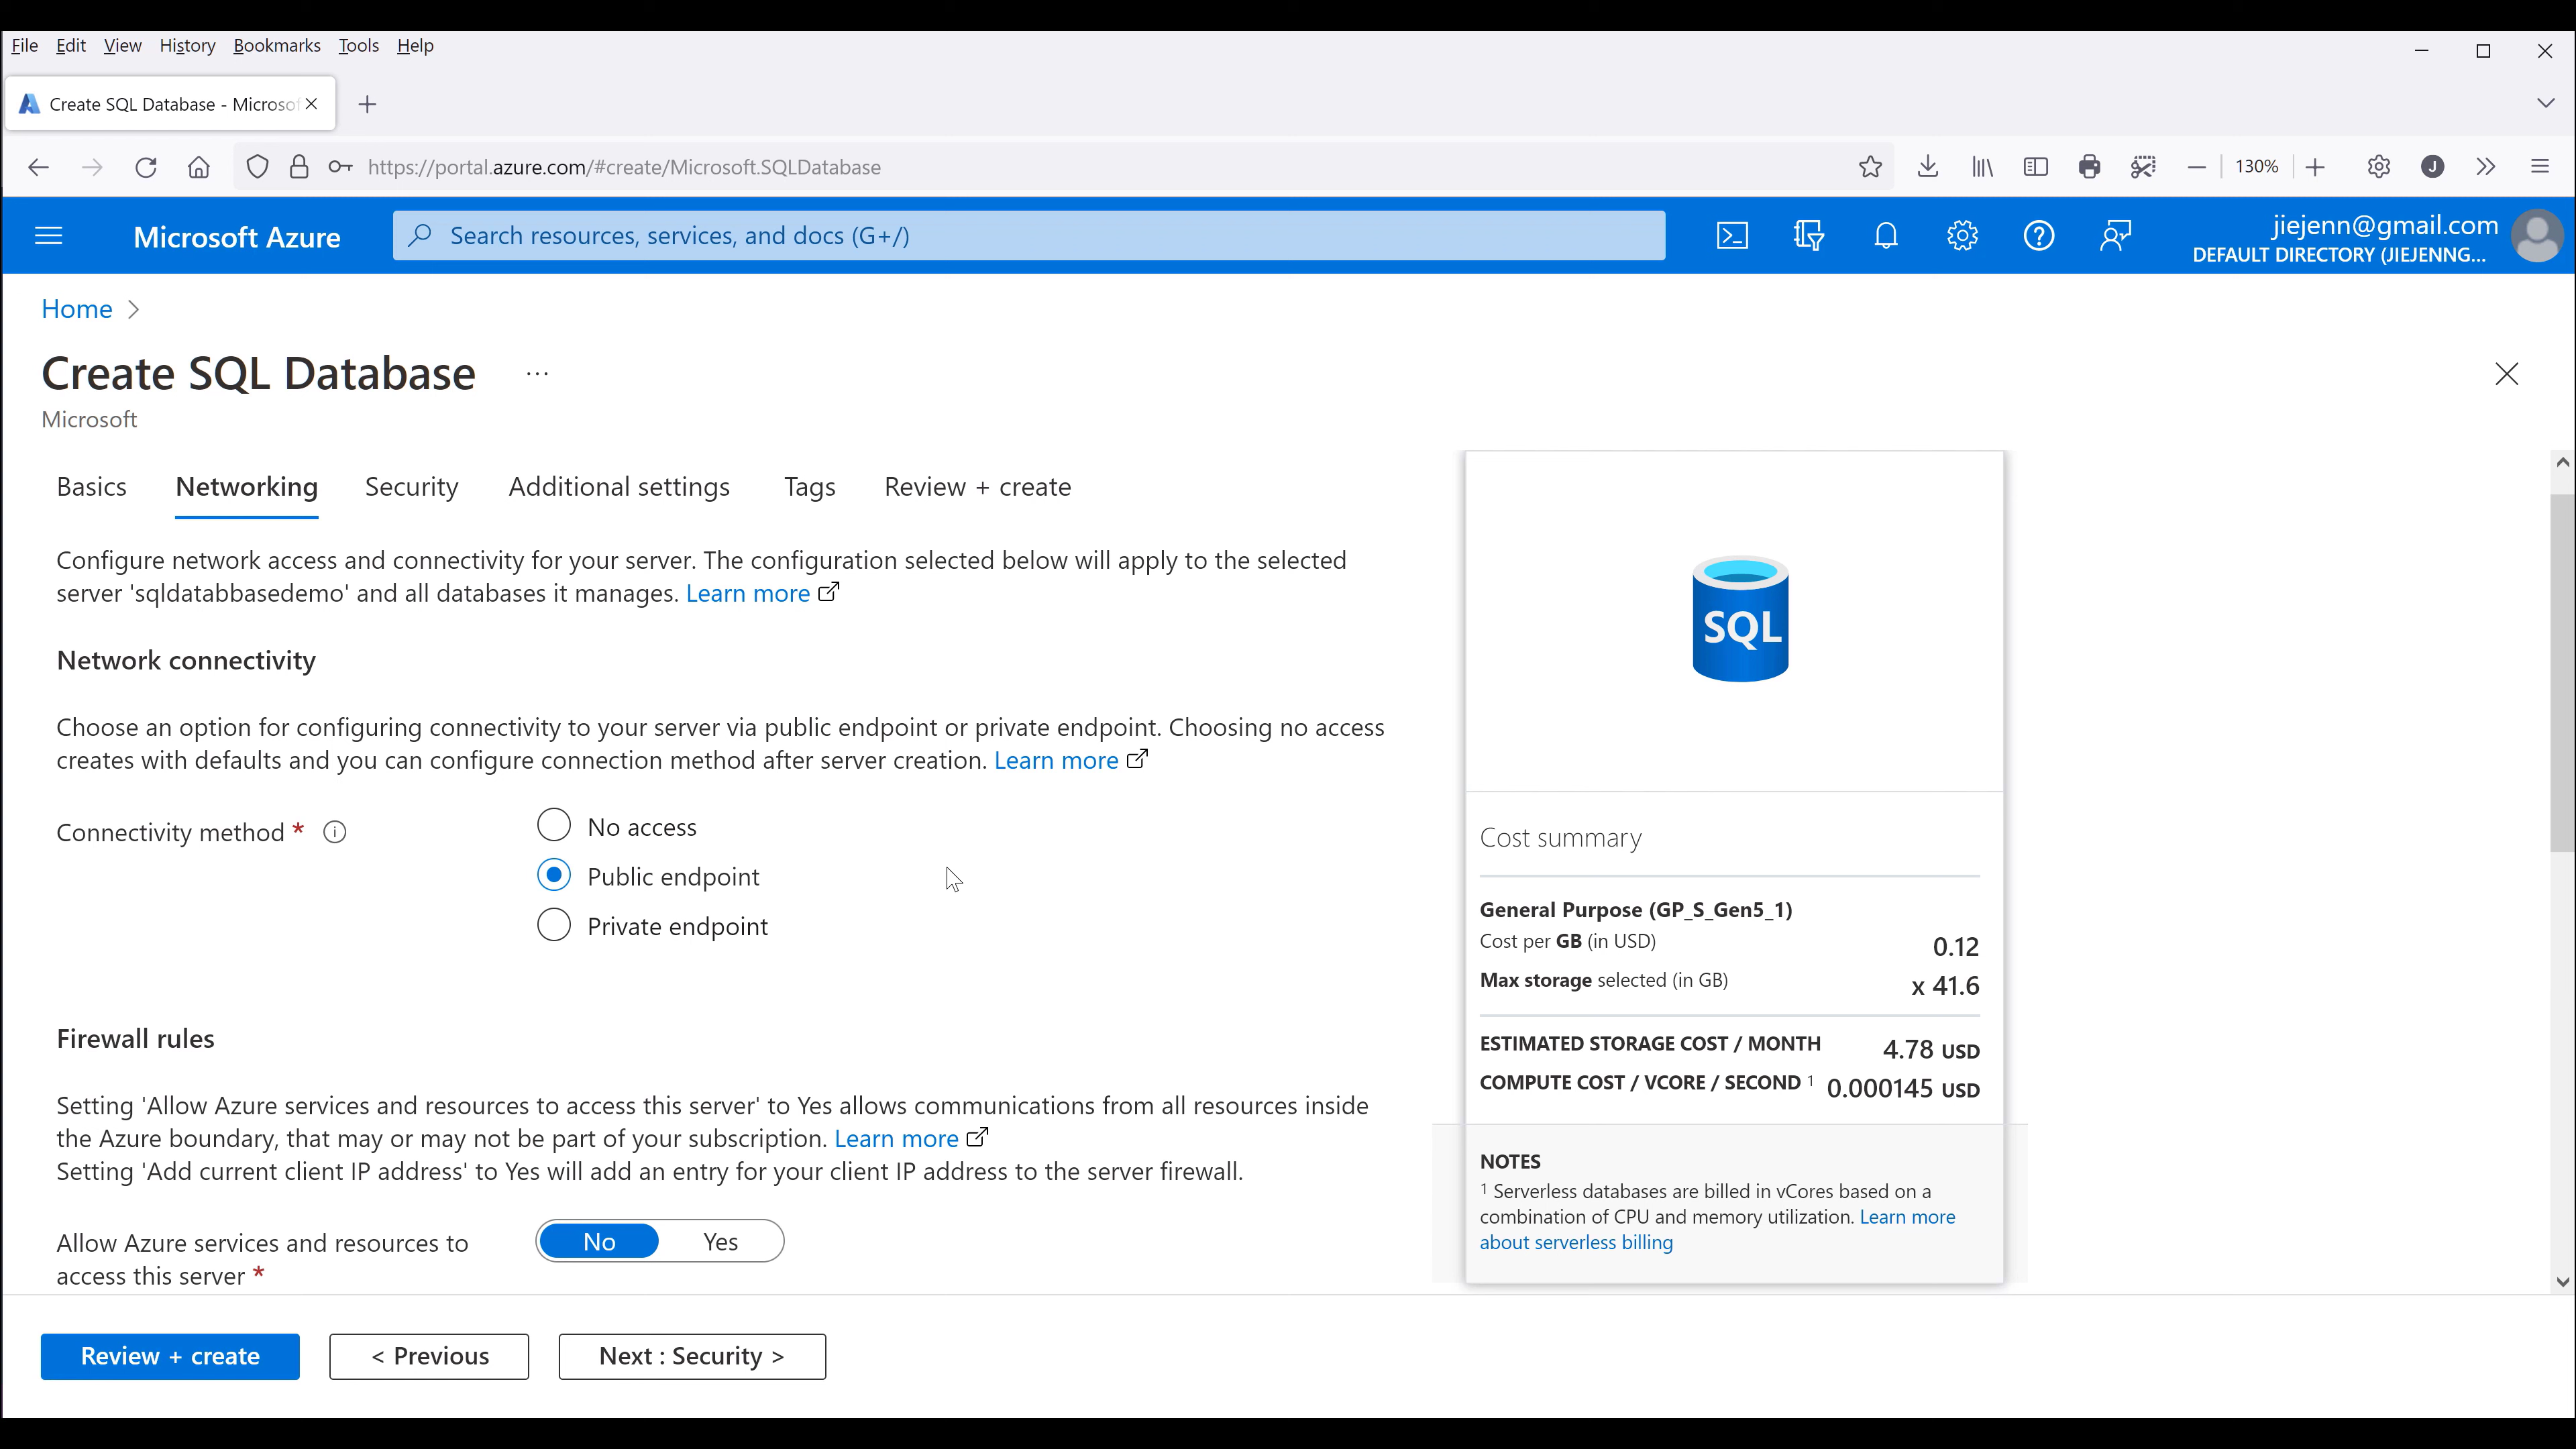 File Edit View History Bookmarks Tools Help
Create SQL Database - Microso
https://portal.azure.com/#create/Microsoft.SQLDatabase
130%
J
Microsoft Azure
Search resources, services, and docs (G+/)
jiejenn@gmail.com
DEFAULT DIRECTORY (JIEJENNG...
Home
Create SQL Database ...
Microsoft
Basics Networking Security Additional settings Tags Review + create
Configure network access and connectivity for your server. The configuration selected below will apply to the selected
server 'sqldatabbasedemo' and all databases it manages. Learn more
Network connectivity
Choose an option for configuring connectivity to your server via public endpoint or private endpoint. Choosing no access
creates with defaults and you can configure connection method after server creation. Learn more
Connectivity method *
No access
Public endpoint
Private endpoint
Firewall rules
Setting 'Allow Azure services and resources to access this server' to Yes allows communications from all resources inside
the Azure boundary, that may or may not be part of your subscription. Learn more
Setting 'Add current client IP address' to Yes will add an entry for your client IP address to the server firewall.
Allow Azure services and resources to
access this server *
No Yes
SQL
Cost summary
General Purpose (GP_S_Gen5_1)
Cost per GB (in USD) 0.12
Max storage selected (in GB) x 41.6
ESTIMATED STORAGE COST / MONTH 4.78 USD
COMPUTE COST / VCORE / SECOND 1 0.000145 USD
NOTES
1 Serverless databases are billed in vCores based on a
combination of CPU and memory utilization. Learn more
about serverless billing
Review + create < Previous Next : Security >